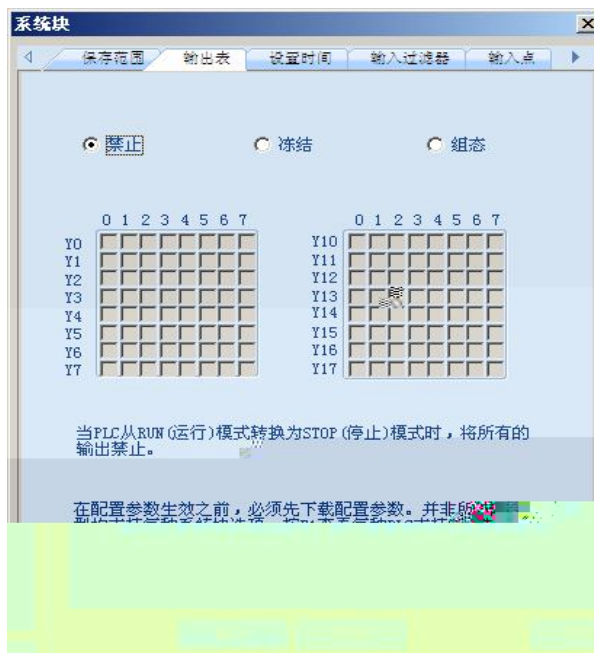 系统块
保存范围 输出表 设置时间 输入过滤器 输入点
禁止 冻结 组态
0 1 2 3 4 5 6 7 0 1 2 3 4 5 6 7
Y0 Y10
Y1 Y11
Y2 Y12
Y3 Y13
Y4 Y14
Y5 Y15
Y6 Y16
Y7 Y17
当PLC从RUN(运行)模式转换为STOP(停止)模式时,将所有的
输出禁止。
在配置参数生效之前,必须先下载配置参数。并非所